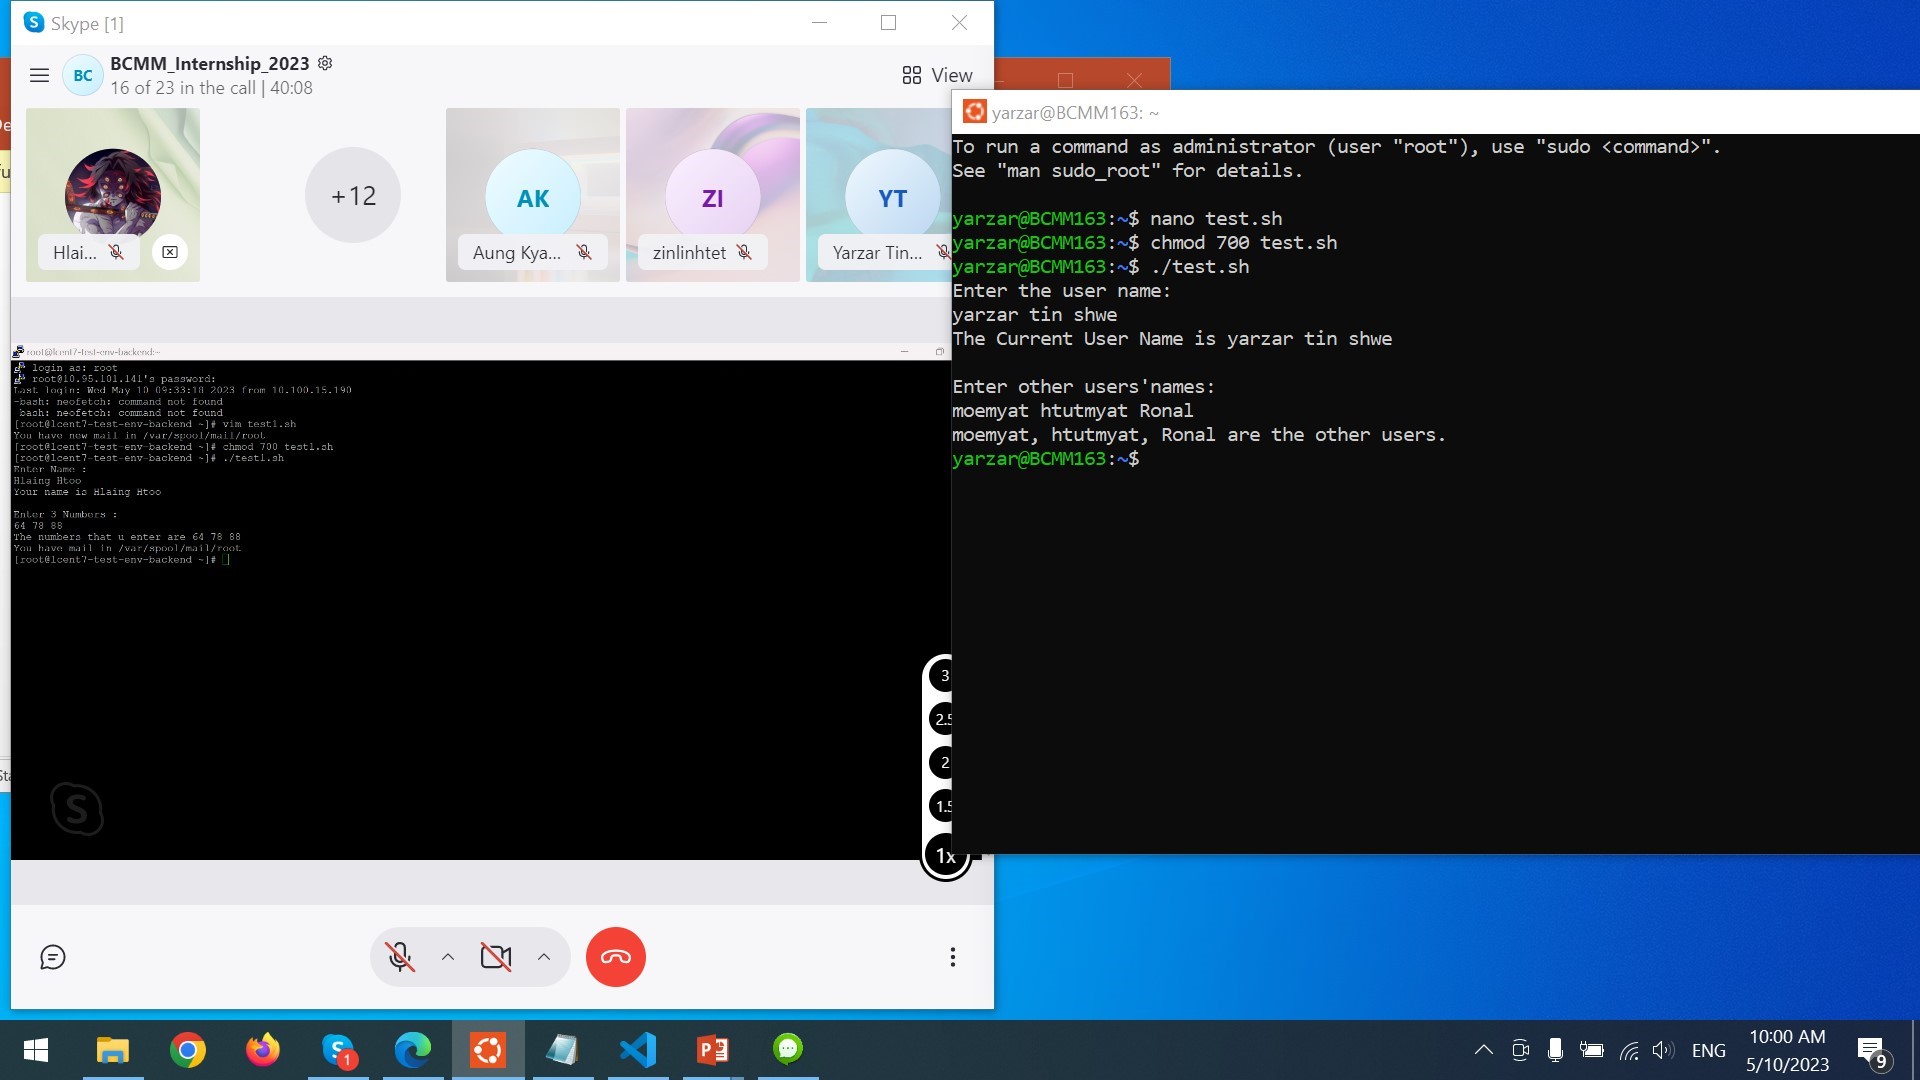 Skype [1]
BC
BCMM_Internship_2023
16 of 23 in the call | 40:08
View
Hlai...
+12
AK
Aung Kya...
ZI
zinlinhtet
YT
Yarzar Tin...
root@lcent7-test-env-backend:~
login as: root
root@10.95.101.141's password:
Last login: Wed May 10 09:33:18 2023 from 10.100.15.190
-bash: neofetch: command not found
bash: neofetch: command not found
[root@lcent7-test-env-backend ~]# vim test1.sh
You have new mail in /var/spool/mail/root
[root@lcent7-test-env-backend ~]# chmod 700 test1.sh
[root@lcent7-test-env-backend ~]# ./test1.sh
Enter Name :
Hlaing Htoo
Your name is Hlaing Htoo
Enter 3 Numbers :
64 78 88
The numbers that u enter are 64 78 88
You have mail in /var/spool/mail/root
[root@lcent7-test-env-backend ~]#
3
2.5
2
1.5
1x
yarzar@BCMM163: ~
To run a command as administrator (user "root"), use "sudo <command>".
See "man sudo_root" for details.
yarzar@BCMM163:~$ nano test.sh
yarzar@BCMM163:~$ chmod 700 test.sh
yarzar@BCMM163:~$ ./test.sh
Enter the user name:
yarzar tin shwe
The Current User Name is yarzar tin shwe
Enter other users'names:
moemyat htutmyat Ronal
moemyat, htutmyat, Ronal are the other users.
yarzar@BCMM163:~$
1
ENG
10:00 AM
5/10/2023
9